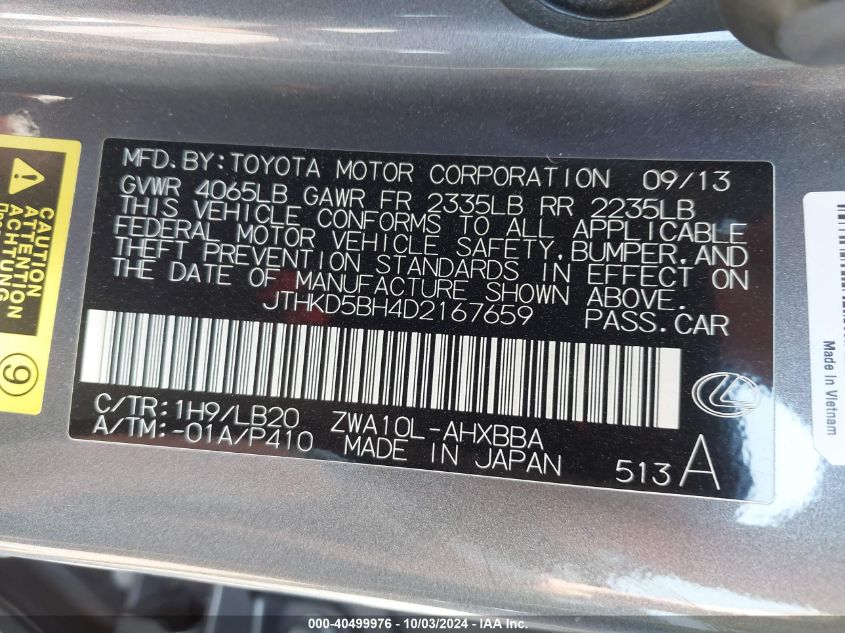 MFD.BY:TOYOTA MOTOR CORPORATION 09/13
GVWR 4065LB GAWR FR 2335LB RR 2235LB
THIS VEHICLE CONFORMS TO ALL APPLICABLE
FEDERAL MOTOR VEHICLE SAFETY,BUMPER,AND
THEFT PREVENTION STANDARDS IN EFFECT ON
THE DATE OF MANUFACTURE SHOWN ABOVE.
JTHKD5BH4D2167659 PASS.CAR
C/TR:1H9/LB20 ZWA10L-AHXBBA
A/TM:-01A/P410 MADE IN JAPAN 513 A
CAUTION
ATTENTION
ACHTUNG
9
Made in Vietnam
000-40499976 - 10/03/2024 - IAA Inc.